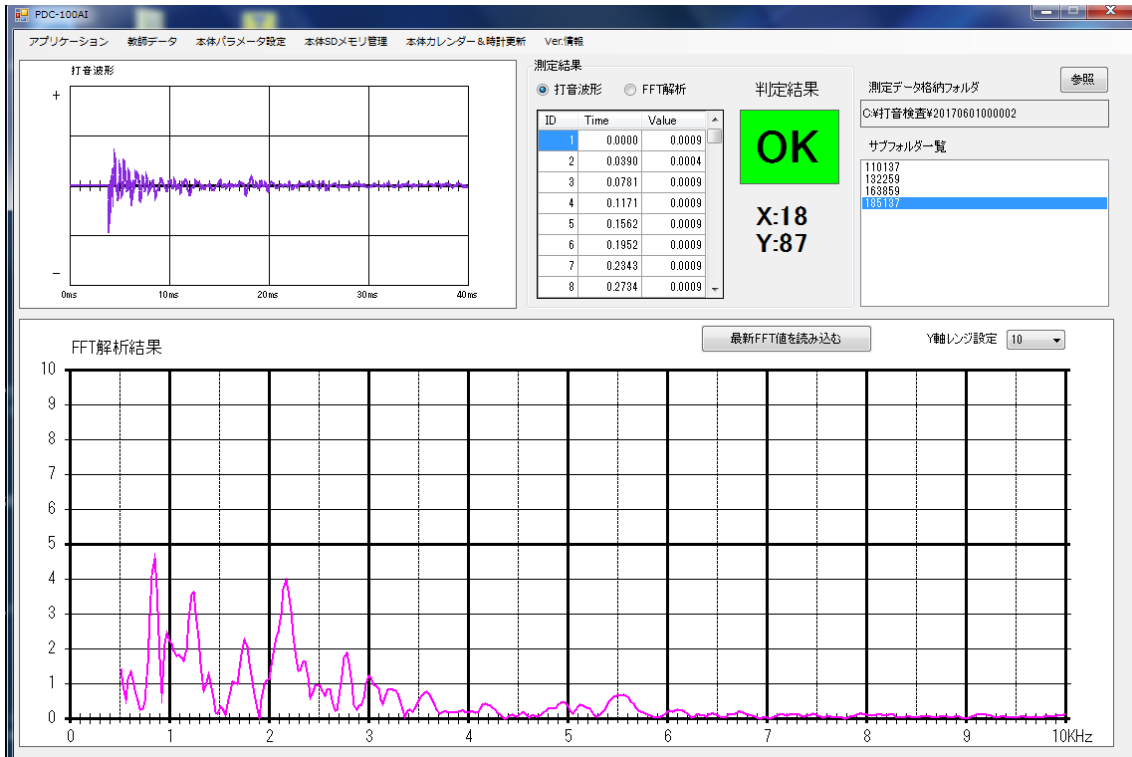 PDC-100AI
アプリケーション 教師データ 本体パラメータ設定 本体SDメモリ管理 本体カレンダー＆時計更新 Ver.情報
打音波形
+
−
0ms 10ms 20ms 30ms 40ms
測定結果
打音波形 FFT解析
ID Time Value
1 0.0000 0.0009
2 0.0390 0.0004
3 0.0781 0.0009
4 0.1171 0.0009
5 0.1562 0.0009
6 0.1952 0.0009
7 0.2343 0.0009
8 0.2734 0.0009
判定結果
OK
X:18
Y:87
測定データ格納フォルダ 参照
C:¥打音検査¥20170601000002
サブフォルダ一覧
110137
132259
163859
185137
FFT解析結果
最新FFT値を読み込む
Y軸レンジ設定 10
10
9
8
7
6
5
4
3
2
1
0
0 1 2 3 4 5 6 7 8 9 10KHz